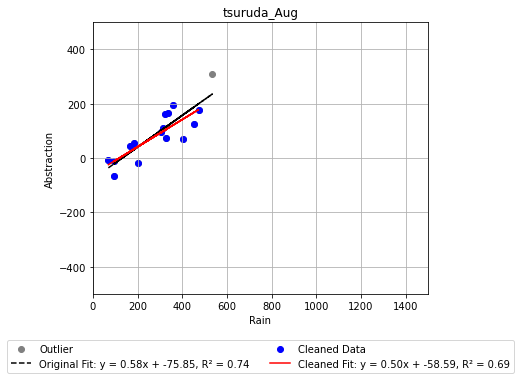 tsuruda_Aug
Abstraction
400
200
0
−200
−400
0 200 400 600 800 1000 1200 1400
Rain
Outlier
Cleaned Data
Original Fit: y = 0.58x + -75.85, R² = 0.74
Cleaned Fit: y = 0.50x + -58.59, R² = 0.69